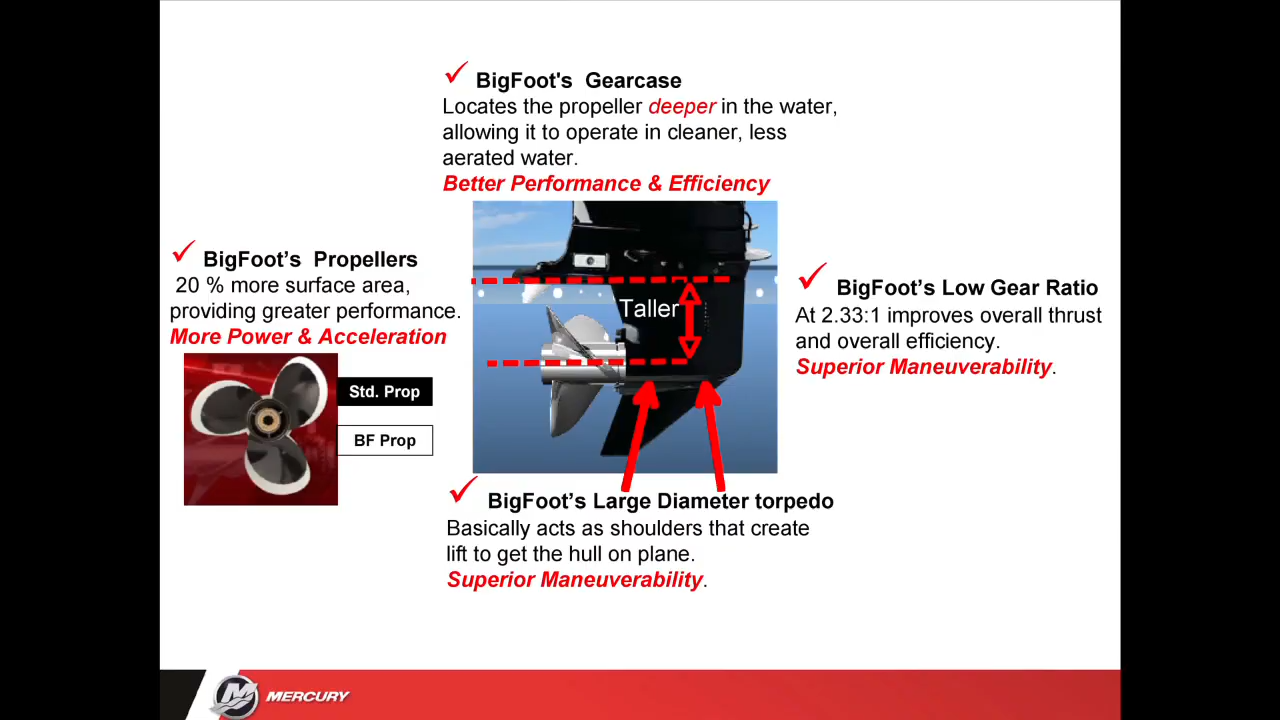 BigFoot's Gearcase
Locates the propeller deeper in the water,
allowing it to operate in cleaner, less
aerated water.
Better Performance & Efficiency
BigFoot’s Propellers
20 % more surface area,
providing greater performance.
More Power & Acceleration
Std. Prop
BF Prop
Taller
BigFoot’s Low Gear Ratio
At 2.33:1 improves overall thrust
and overall efficiency.
Superior Maneuverability.
BigFoot’s Large Diameter torpedo
Basically acts as shoulders that create
lift to get the hull on plane.
Superior Maneuverability.
MERCURY